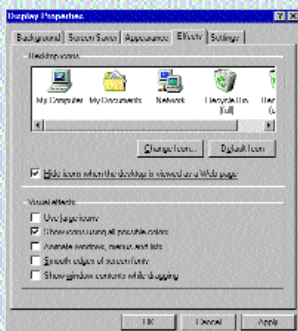 Display Properties
Background Screen Saver Appearance Effects Settings
Desktop icons
My Computer My Documents Network Recycle Bin
(full)
Change Icon... Default Icon
Hide icons when the desktop is viewed as a Web page
Visual effects
Use large icons
Show icons using all possible colors
Animate windows, menus and lists
Smooth edges of screen fonts
Show window contents while dragging
OK Cancel Apply